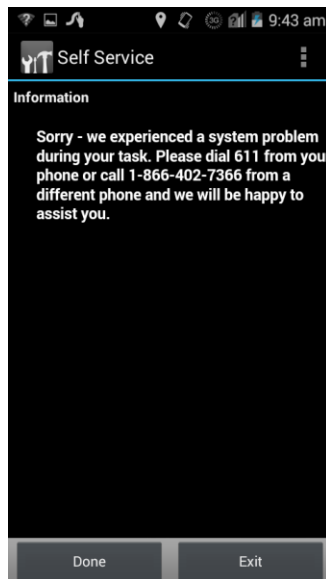 3G 9:43 am
Self Service
Information
Sorry - we experienced a system problem
during your task. Please dial 611 from you
phone or call 1-866-402-7366 from a
different phone and we will be happy to
assist you.
Done Exit